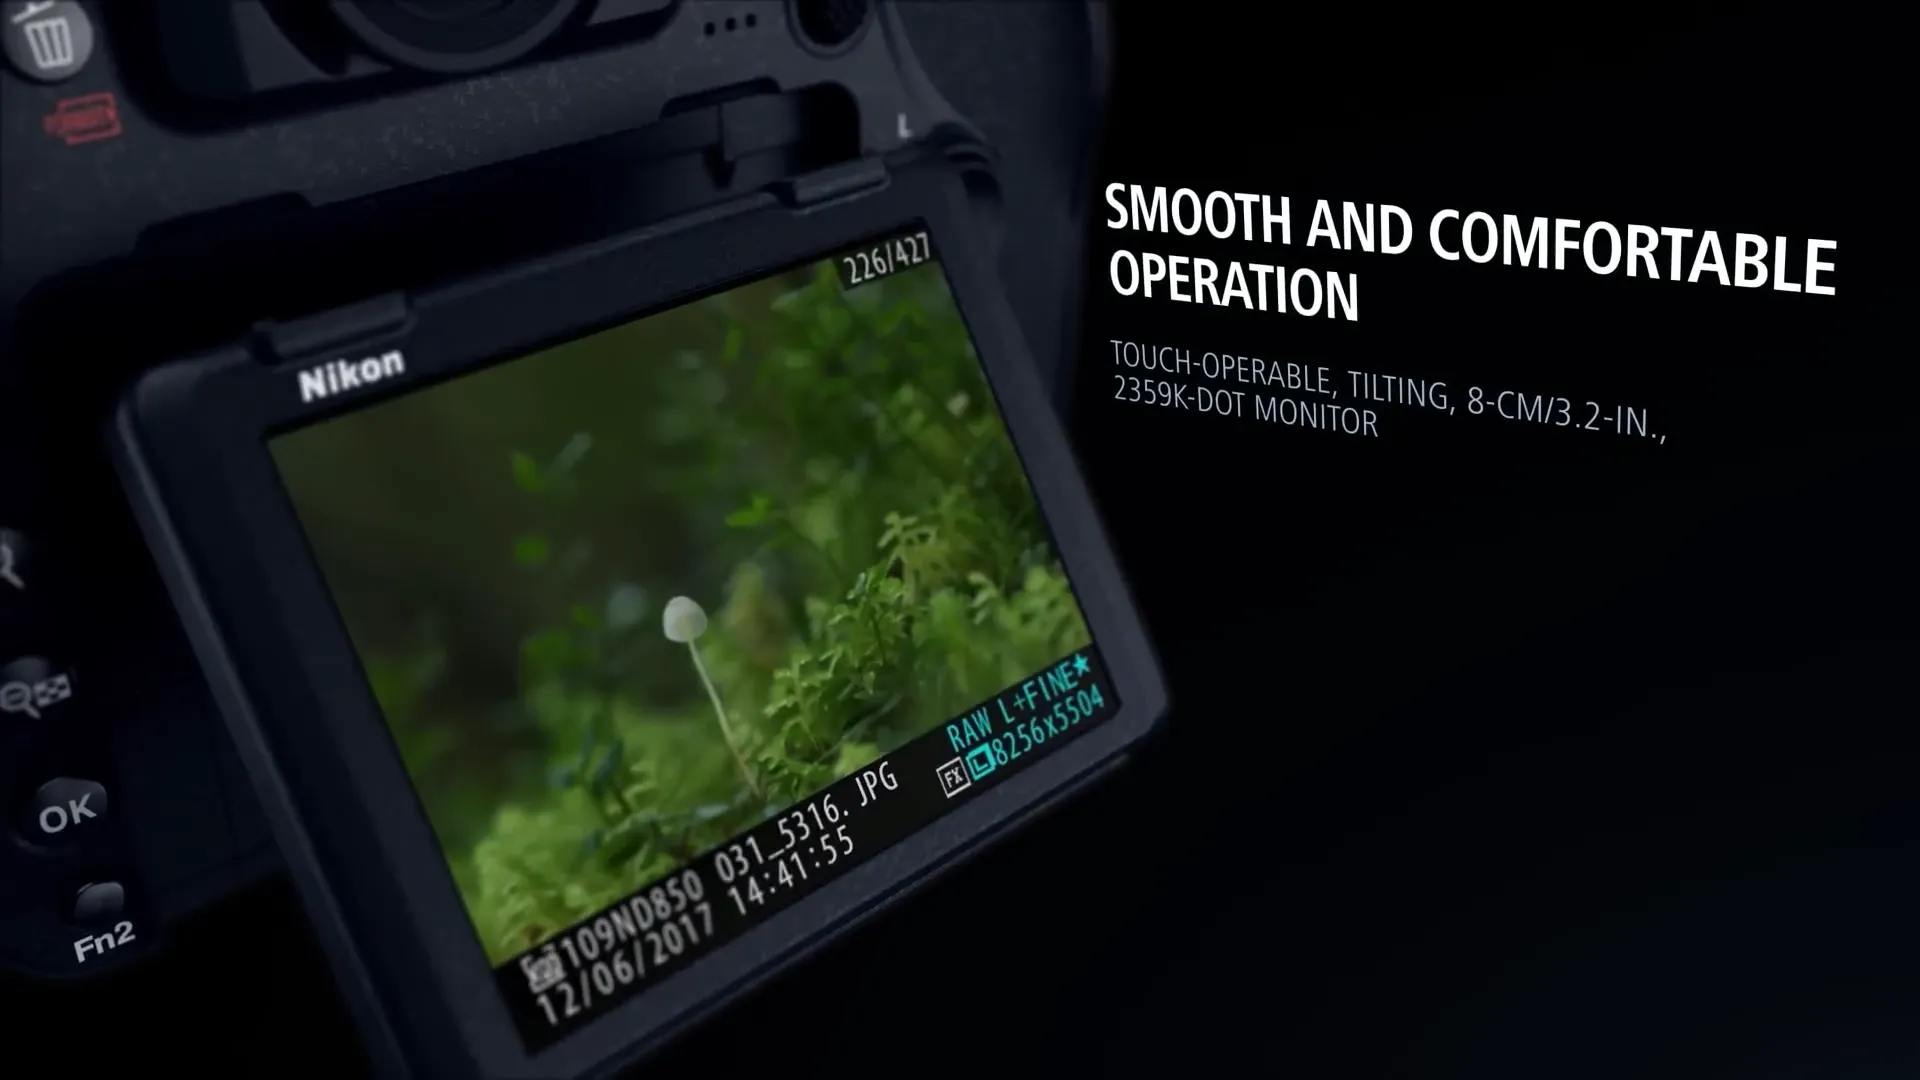 L
226/427
Nikon
SMOOTH AND COMFORTABLE
OPERATION
TOUCH-OPERABLE, TILTING, 8-CM/3.2-IN.,
2359K-DOT MONITOR
RAW L+FINE★
FX L 8256x5504
109ND850 031_5316. JPG
12/06/2017 14:41:55
OK
Fn2